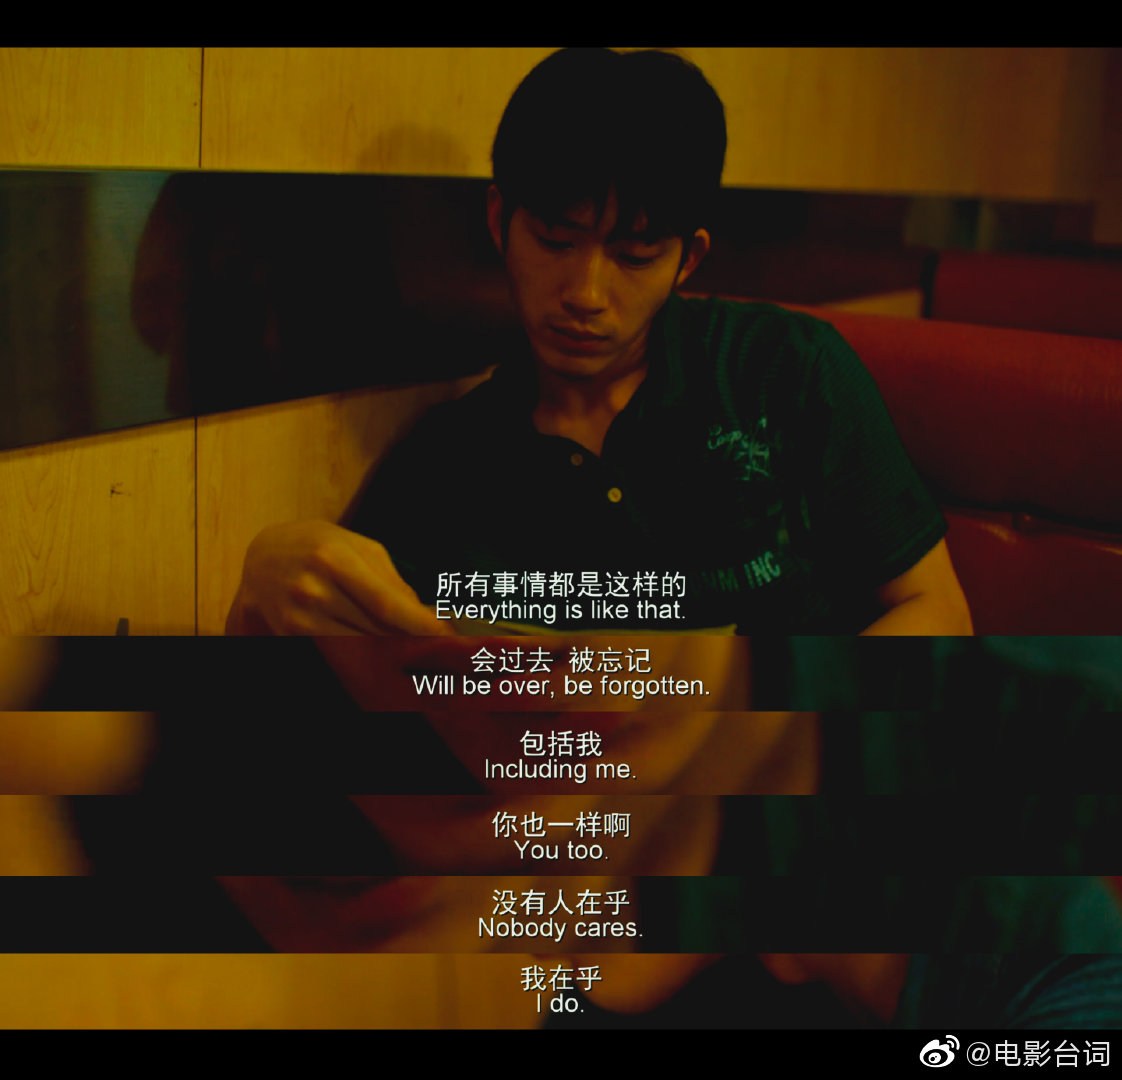 所有事情都是这样的
Everything is like that.
会过去 被忘记
Will be over, be forgotten.
包括我
Including me.
你也一样啊
You too.
没有人在乎
Nobody cares.
我在乎
I do.
@电影台词